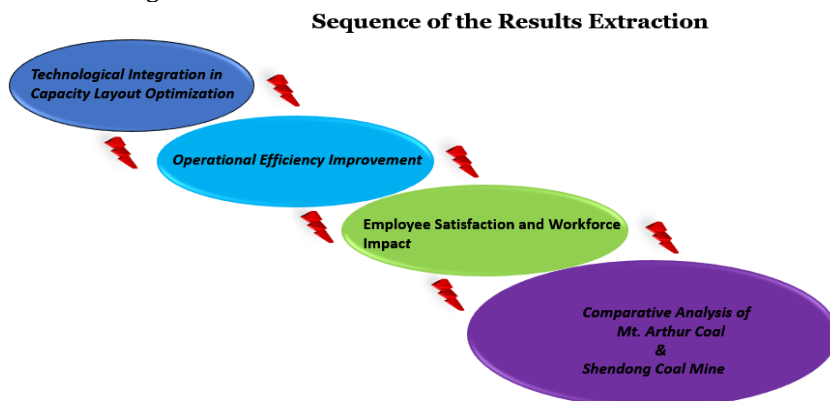 Sequence of the Results Extraction
Technological Integration in
Capacity Layout Optimization
Operational Efficiency Improvement
Employee Satisfaction and Workforce
Impact
Comparative Analysis of
Mt. Arthur Coal
&
Shendong Coal Mine